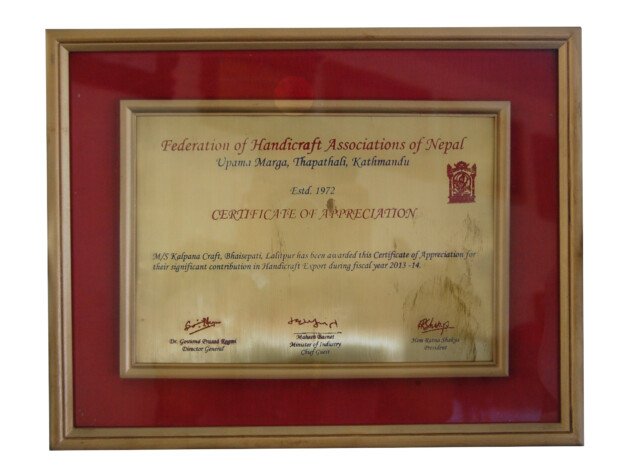 Federation of Handicraft Associations of Nepal
Upama Marga, Thapathali, Kathmandu
Estd. 1972
CERTIFICATE OF APPRECIATION
M/S Kalpana Craft, Bhaisepati, Lalitpur has been awarded this Certificate of Appreciation for
their significant contribution in Handicraft Export during fiscal year 2013 -14.
Dr. Govinda Prasad Regmi
Director General
Mahesh Basnet
Minister of Industry
Chief Guest
Hem Ratna Shakya
President